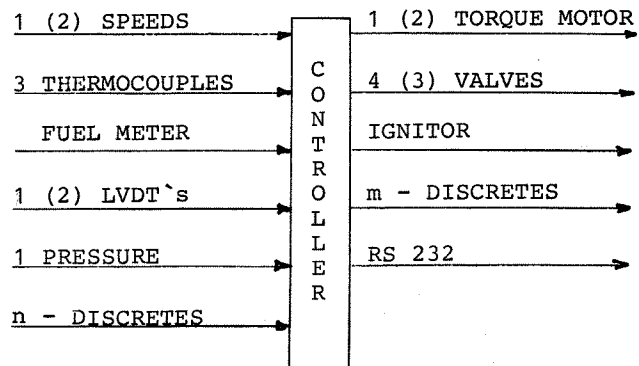 1 (2) SPEEDS
3 THERMOCOUPLES
FUEL METER
1 (2) LVDT`s
1 PRESSURE
n - DISCRETES
CONTROLLER
1 (2) TORQUE MOTOR
4 (3) VALVES
IGNITOR
m - DISCRETES
RS 232